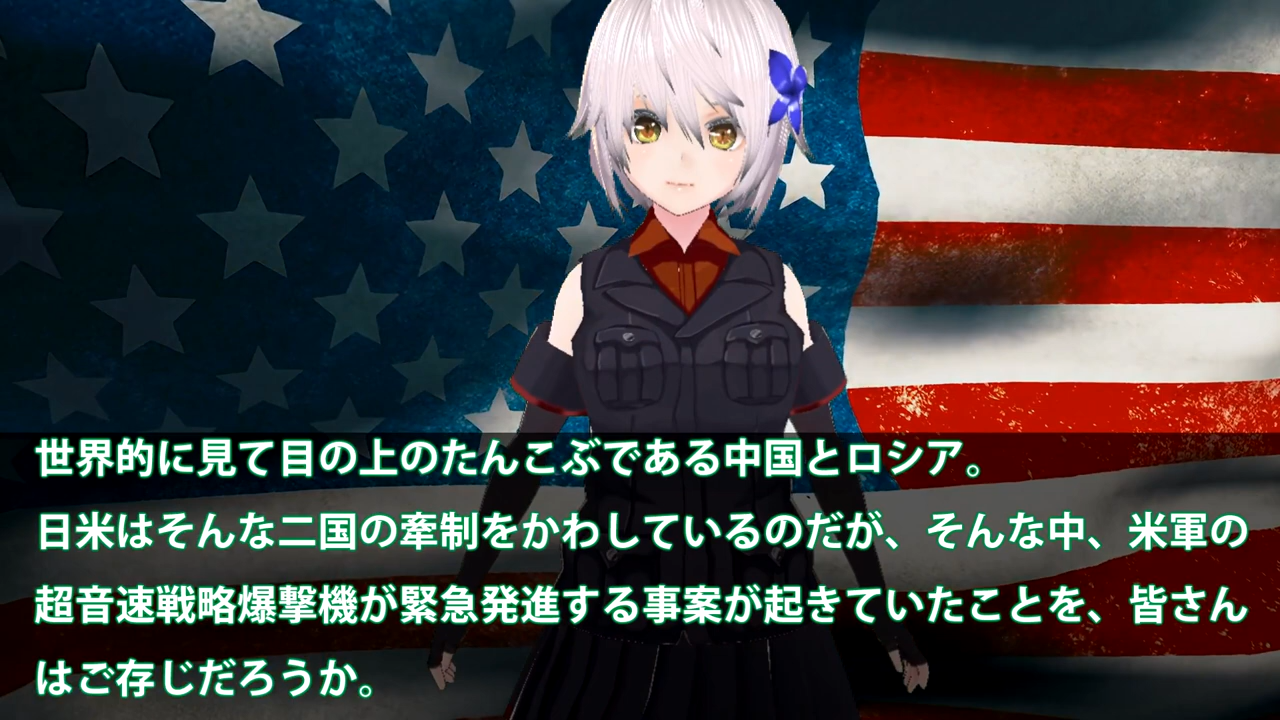 世界的に見て目の上のたんこぶである中国とロシア。
日米はそんな二国の牽制をかわしているのだが、そんな中、米軍の
超音速戦略爆撃機が緊急発進する事案が起きていたことを、皆さん
はご存じだろうか。